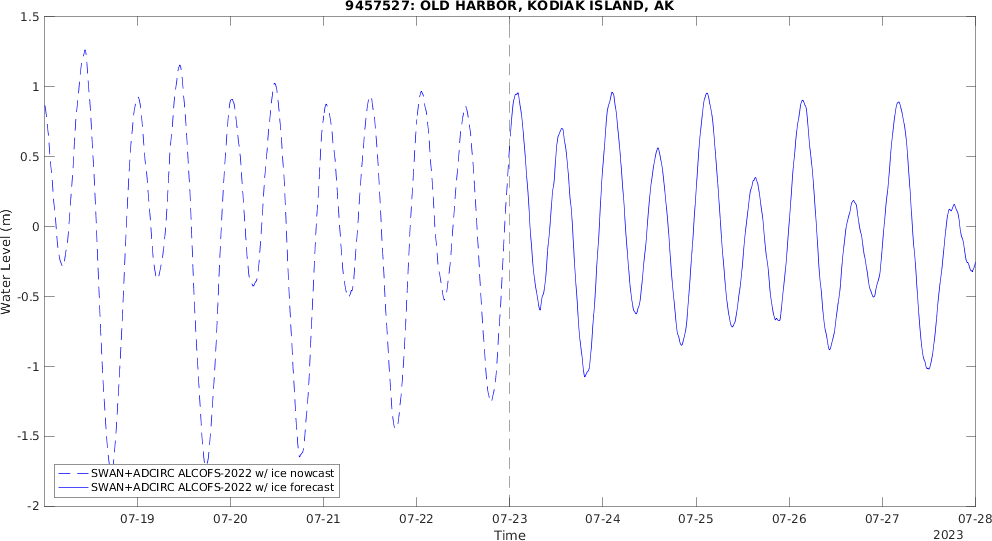 9457527: OLD HARBOR, KODIAK ISLAND, AK
1.5
1
0.5
0
-0.5
-1
-1.5
-2
Water Level (m)
SWAN+ADCIRC ALCOFS-2022 w/ ice nowcast
SWAN+ADCIRC ALCOFS-2022 w/ ice forecast
07-19 07-20 07-21 07-22 07-23 07-24 07-25 07-26 07-27 07-28
Time
2023